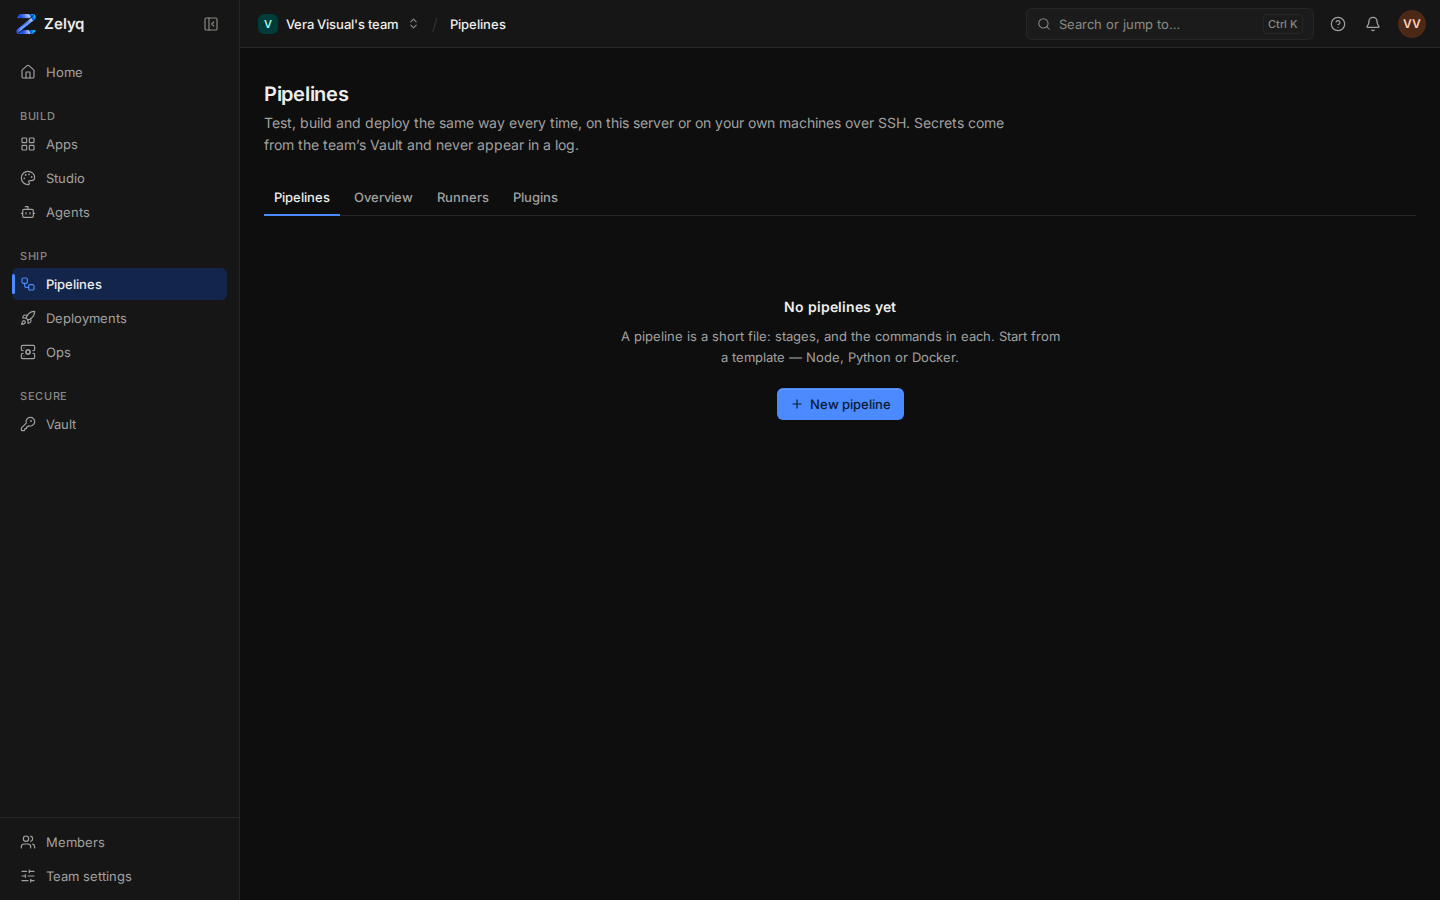 Zelyq
Vera Visual's team / Pipelines
V
Search or jump to...
Ctrl K
VV
Home
BUILD
Apps
Studio
Agents
SHIP
Pipelines
Deployments
Ops
SECURE
Vault
Members
Team settings
Pipelines
Test, build and deploy the same way every time, on this server or on your own machines over SSH. Secrets come
from the team’s Vault and never appear in a log.
Pipelines
Overview
Runners
Plugins
No pipelines yet
A pipeline is a short file: stages, and the commands in each. Start from
a template — Node, Python or Docker.
New pipeline